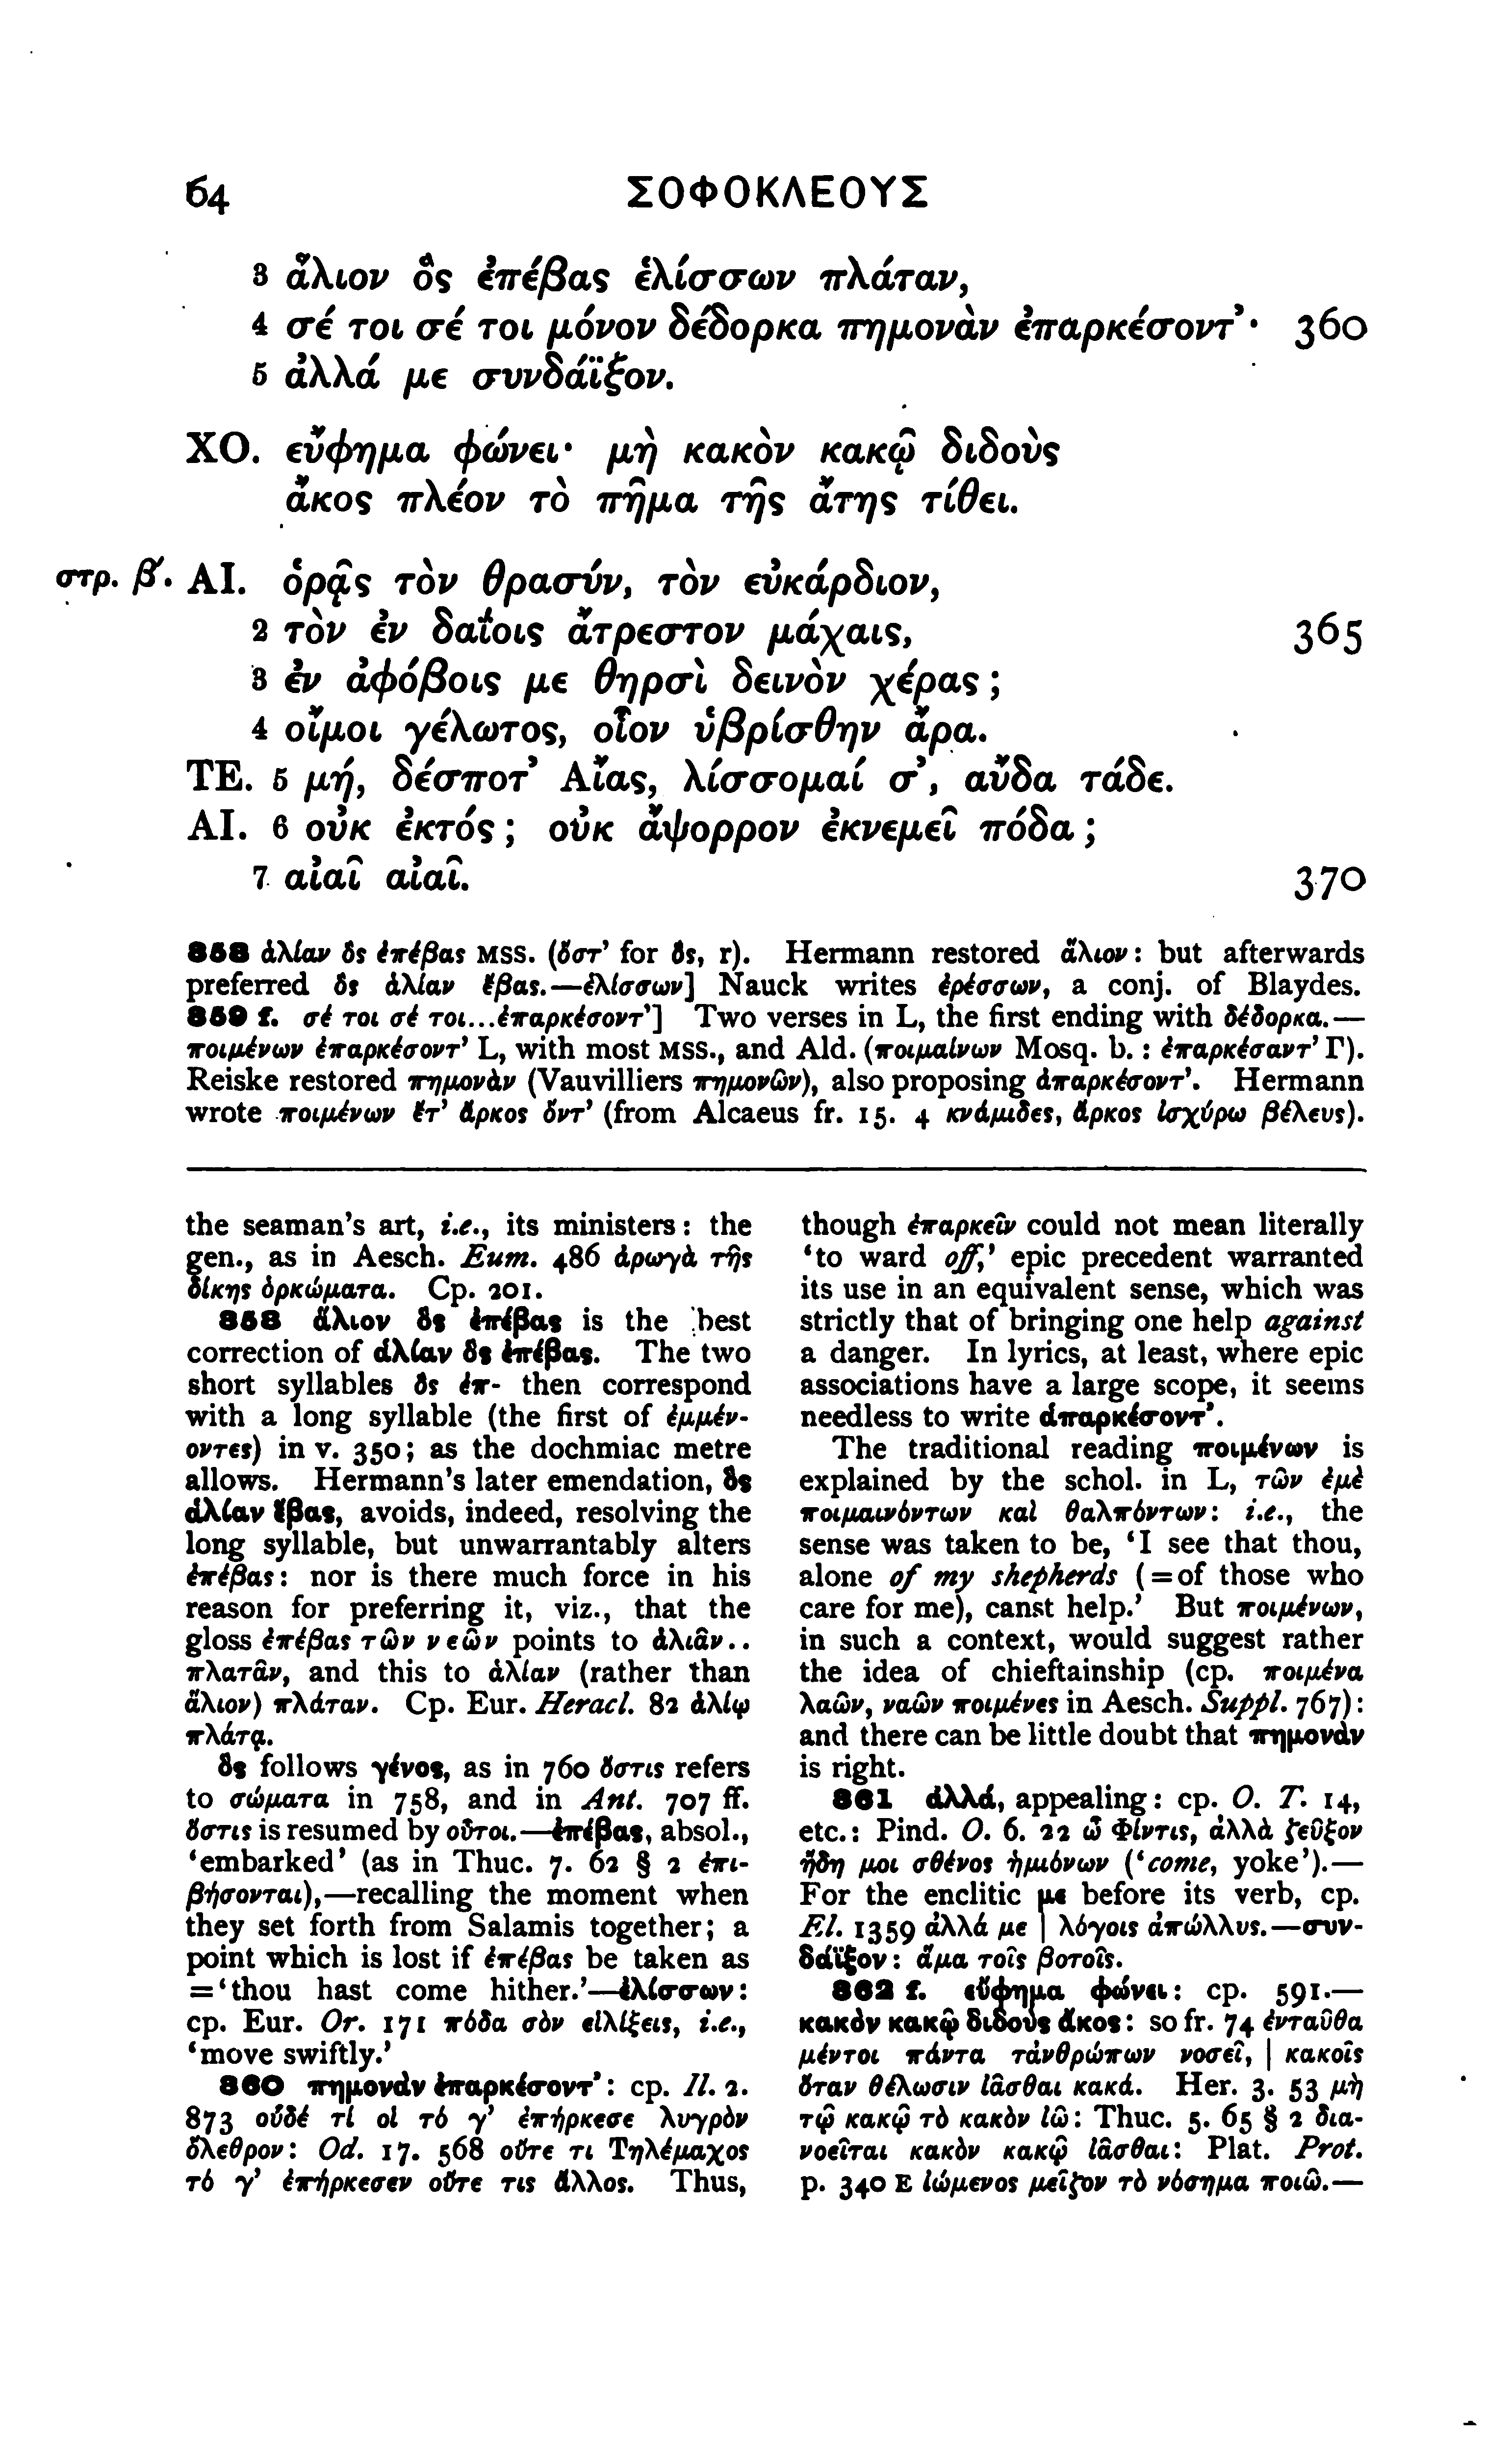 64 ΣΟΦΟΚΛΕΟΥΣ
3 ἅλιον ὃς ἐπέβας ἑλίσσων πλάταν,
4 σέ τοι σέ τοι μόνον δέδορκα πημονὰν ἐπαρκέσοντ’· 360
5 ἀλλά με συνδάϊξον.
ΧΟ. εὔφημα φώνει· μὴ κακὸν κακῷ διδοὺς
ἄκος πλέον τὸ πῆμα τῆς ἄτης τίθει.
στρ. β΄. ΑΙ. ὁρᾷς τὸν θρασύν, τὸν εὐκάρδιον,
2 τὸν ἐν δαΐοις ἄτρεστον μάχαις, 365
3 ἐν ἀφόβοις με θηρσὶ δεινὸν χέρας;
4 οἴμοι γέλωτος, οἷον ὑβρίσθην ἄρα.
ΤΕ. 5 μή, δέσποτ’ Αἴας, λίσσομαί σ’, αὔδα τάδε.
ΑΙ. 6 οὐκ ἐκτός; οὐκ ἄψορρον ἐκνεμεῖ πόδα;
7 αἰαῖ αἰαῖ. 370
358 ἁλίαν ὃς ἐπέβας MSS. (ὅστ’ for ὃς, r). Hermann restored ἅλιον: but afterwards
preferred ὃς ἁλίαν ἔβας.—ἑλίσσων] Nauck writes ἐρέσσων, a conj. of Blaydes.
359 f. σέ τοι σέ τοι...ἐπαρκέσοντ’] Two verses in L, the first ending with δέδορκα.—
ποιμένων ἐπαρκέσοντ’ L, with most MSS., and Ald. (ποιμαίνων Mosq. b.: ἐπαρκέσαντ’ Γ).
Reiske restored πημονὰν (Vauvilliers πημονῶν), also proposing ἀπαρκέσοντ’. Hermann
wrote ποιμένων ἔτ’ ἄρκος ὄντ’ (from Alcaeus fr. 15. 4 κνάμιδες, ἄρκος ἰσχύρω βέλευς).
the seaman's art, i.e., its ministers: the
gen., as in Aesch. Eum. 486 ἀρωγὰ τῆς
δίκης ὁρκώματα. Cp. 201.
358 ἅλιον ὃς ἐπέβας is the best
correction of ἁλίαν ὃς ἐπέβας. The two
short syllables ὃς ἐπ- then correspond
with a long syllable (the first of ἐμμέν-
οντες) in v. 350; as the dochmiac metre
allows. Hermann's later emendation, ὃς
ἁλίαν ἔβας, avoids, indeed, resolving the
long syllable, but unwarrantably alters
ἐπέβας: nor is there much force in his
reason for preferring it, viz., that the
gloss ἐπέβας τῶν νεῶν points to ἁλιᾶν..
πλατᾶν, and this to ἁλίαν (rather than
ἅλιον) πλάταν. Cp. Eur. Heracl. 82 ἁλίῳ
πλάτᾳ.
ὃς follows γένος, as in 760 ὅστις refers
to σώματα in 758, and in Ant. 707 ff.
ὅστις is resumed by οὗτοι.—ἐπέβας, absol.,
‘embarked’ (as in Thuc. 7. 62 § 2 ἐπι-
βήσονται),—recalling the moment when
they set forth from Salamis together; a
point which is lost if ἐπέβας be taken as
=‘thou hast come hither.’—ἑλίσσων:
cp. Eur. Or. 171 πόδα σὸν εἱλίξεις, i.e.,
‘move swiftly.’
360 πημονὰν ἐπαρκέσοντ’: cp. Il. 2.
873 οὐδέ τί οἱ τό γ’ ἐπήρκεσε λυγρὸν
ὄλεθρον: Od. 17. 568 οὔτε τι Τηλέμαχος
τό γ’ ἐπήρκεσεν οὔτε τις ἄλλος. Thus,
though ἐπαρκεῖν could not mean literally
‘to ward off,’ epic precedent warranted
its use in an equivalent sense, which was
strictly that of bringing one help against
a danger. In lyrics, at least, where epic
associations have a large scope, it seems
needless to write ἀπαρκέσοντ’.
The traditional reading ποιμένων is
explained by the schol. in L, τῶν ἐμὲ
ποιμαινόντων καὶ θαλπόντων: i.e., the
sense was taken to be, ‘I see that thou,
alone of my shepherds (=of those who
care for me), canst help.’ But ποιμένων,
in such a context, would suggest rather
the idea of chieftainship (cp. ποιμένα
λαῶν, ναῶν ποιμένες in Aesch. Suppl. 767):
and there can be little doubt that πημονὰν
is right.
361 ἀλλά, appealing: cp. O. T. 14,
etc.: Pind. O. 6. 22 ὦ Φίντις, ἀλλὰ ζεῦξον
ἤδη μοι σθένος ἡμιόνων (‘come, yoke’).—
For the enclitic με before its verb, cp.
El. 1359 ἀλλά με | λόγοις ἀπώλλυς.—συν-
δάϊξον: ἅμα τοῖς βοτοῖς.
362 f. εὔφημα φώνει: cp. 591.—
κακὸν κακῷ διδοὺς ἄκος: so fr. 74 ἐνταῦθα
μέντοι πάντα τἀνθρώπων νοσεῖ, | κακοῖς
ὅταν θέλωσιν ἰᾶσθαι κακά. Her. 3. 53 μὴ
τῷ κακῷ τὸ κακὸν ἰῶ: Thuc. 5. 65 § 2 δια-
νοεῖται κακὸν κακῷ ἰᾶσθαι: Plat. Prot.
p. 340 E ἰώμενος μεῖζον τὸ νόσημα ποιῶ.—